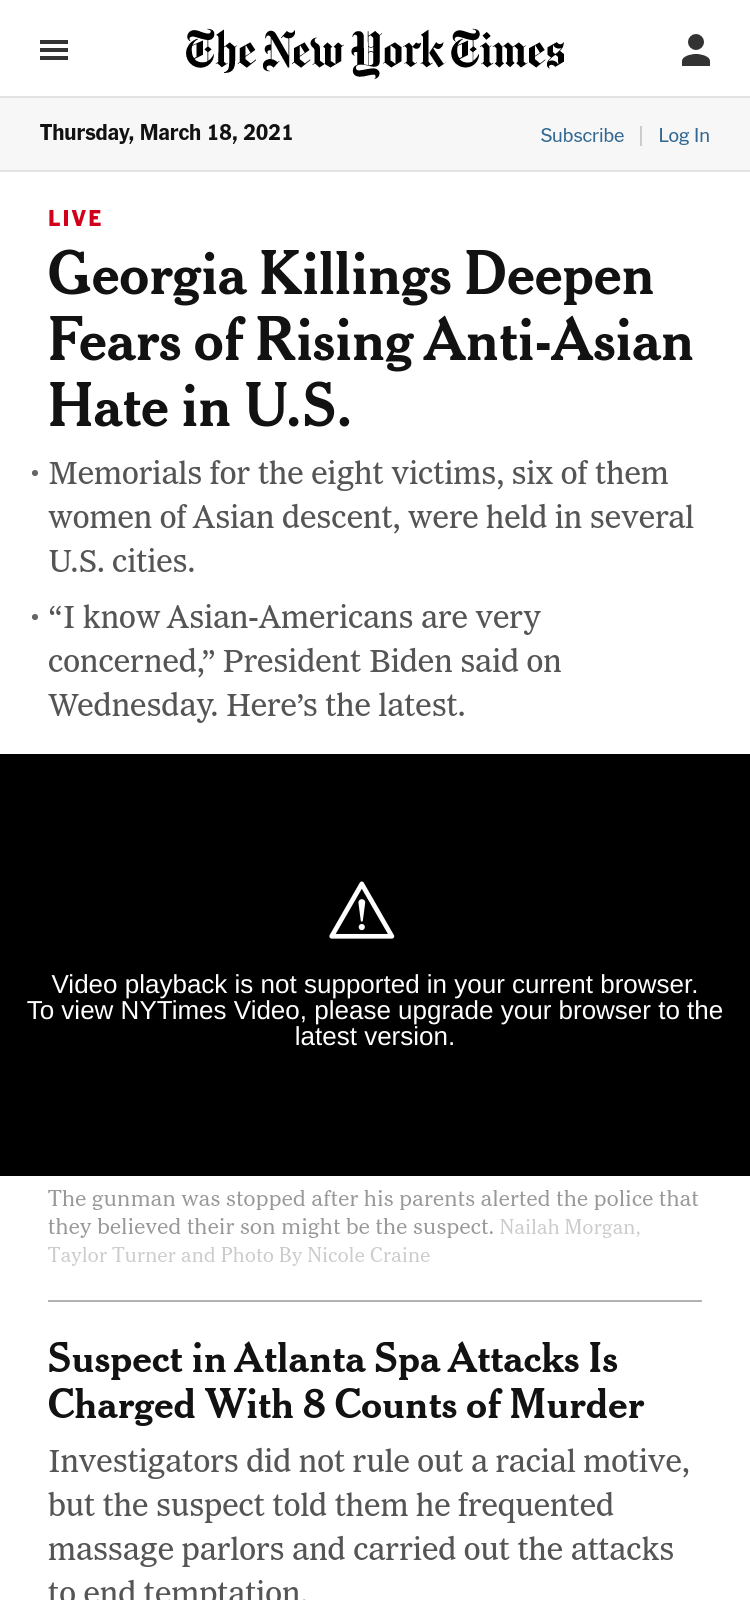 The New York Times
Thursday, March 18, 2021
Subscribe | Log In
LIVE
Georgia Killings Deepen
Fears of Rising Anti-Asian
Hate in U.S.
• Memorials for the eight victims, six of them
women of Asian descent, were held in several
U.S. cities.
• “I know Asian-Americans are very
concerned,” President Biden said on
Wednesday. Here’s the latest.
Video playback is not supported in your current browser.
To view NYTimes Video, please upgrade your browser to the
latest version.
The gunman was stopped after his parents alerted the police that
they believed their son might be the suspect. Nailah Morgan,
Taylor Turner and Photo By Nicole Craine
Suspect in Atlanta Spa Attacks Is
Charged With 8 Counts of Murder
Investigators did not rule out a racial motive,
but the suspect told them he frequented
massage parlors and carried out the attacks
to end temptation.